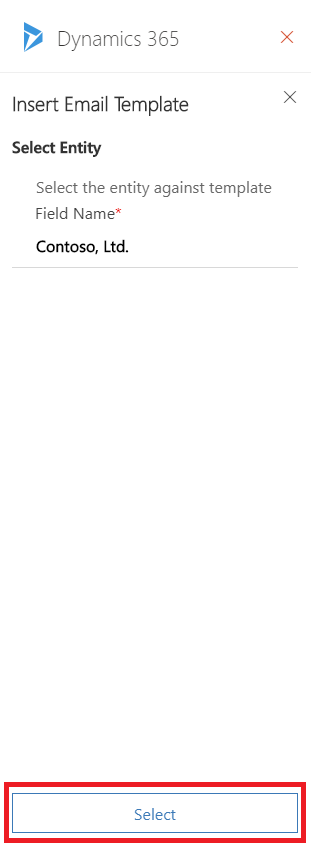 Dynamics 365
Insert Email Template
Select Entity
Select the entity against template
Field Name*
Contoso, Ltd.
Select